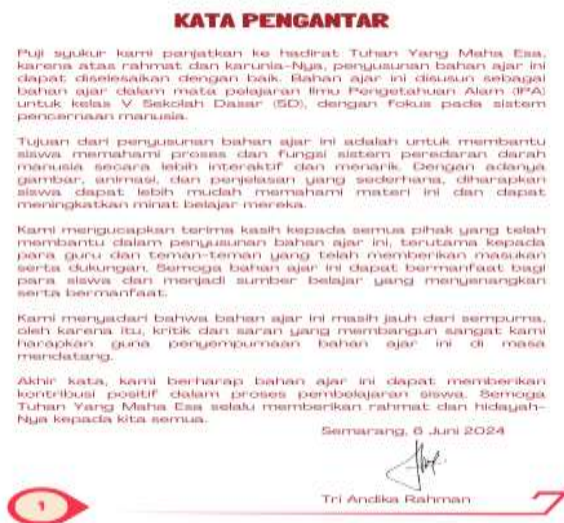 KATA PENGANTAR
Puji syukur kami panjatkan ke hadirat Tuhan Yang Maha Esa,
karena atas rahmat dan karunia-Nya, penyusunan bahan ajar ini
dapat diselesaikan dengan baik. Bahan ajar ini disusun sebagai
bahan ajar dalam mata pelajaran Ilmu Pengetahuan Alam (IPA)
untuk kelas V Sekolah Dasar (SD), dengan fokus pada sistem
pencernaan manusia.
Tujuan dari penyusunan bahan ajar ini adalah untuk membantu
siswa memahami proses dan fungsi sistem peredaran darah
manusia secara lebih interaktif dan menarik. Dengan adanya
gambar, animasi, dan penjelasan yang sederhana, diharapkan
siswa dapat lebih mudah memahami materi ini dan dapat
meningkatkan minat belajar mereka.
Kami mengucapkan terima kasih kepada semua pihak yang telah
membantu dalam penyusunan bahan ajar ini, terutama kepada
para guru dan teman-teman yang telah memberikan masukan
serta dukungan. Semoga bahan ajar ini dapat bermanfaat bagi
para siswa dan menjadi sumber belajar yang menyenangkan
serta bermanfaat.
Kami menyadari bahwa bahan ajar ini masih jauh dari sempurna,
oleh karena itu, kritik dan saran yang membangun sangat kami
harapkan guna penyempurnaan bahan ajar ini di masa
mendatang.
Akhir kata, kami berharap bahan ajar ini dapat memberikan
kontribusi positif dalam proses pembelajaran siswa. Semoga
Tuhan Yang Maha Esa selalu memberikan rahmat dan hidayah-
Nya kepada kita semua.
Semarang, 6 Juni 2024
Tri Andika Rahman
1